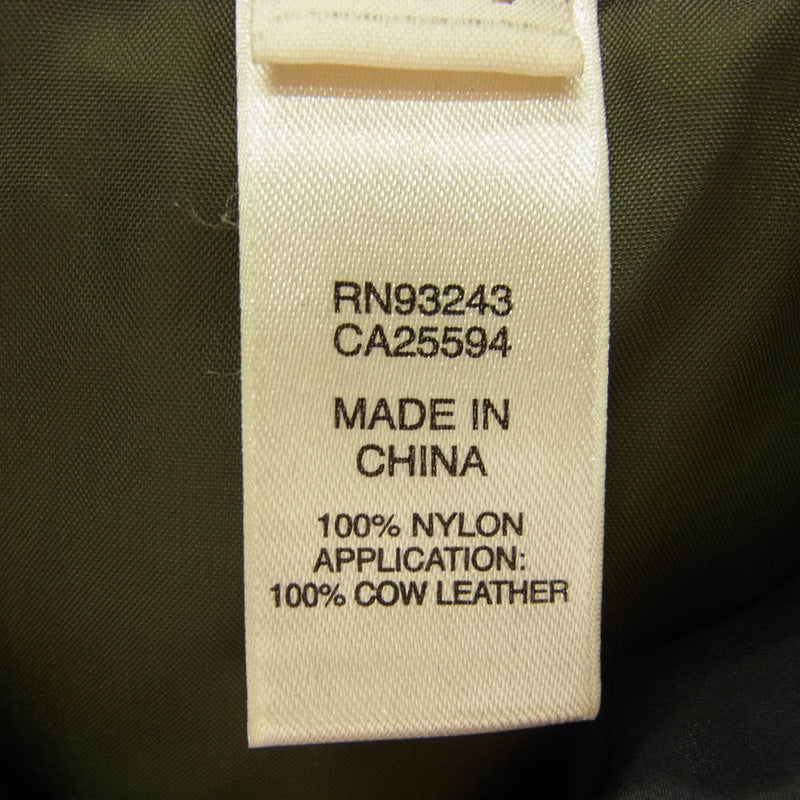 RN93243
CA25594
MADE IN
CHINA
100% NYLON
APPLICATION:
100% COW LEATHER